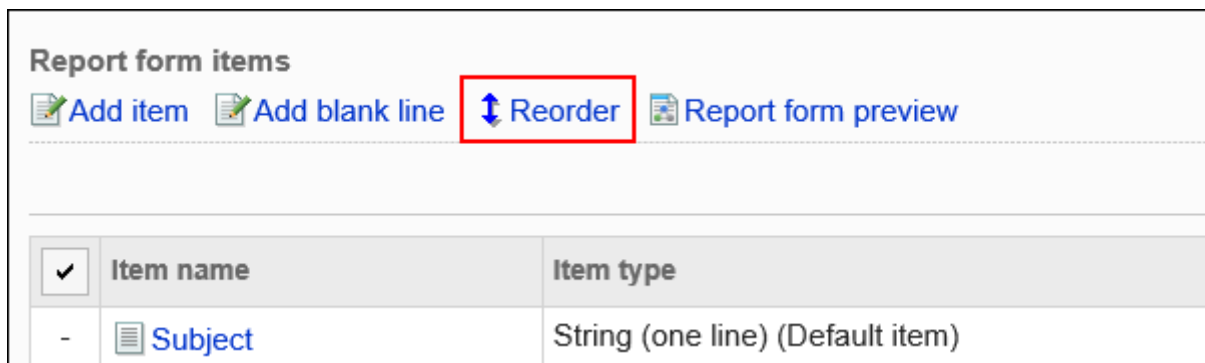 Report form items
Add item Add blank line Reorder Report form preview
Item name Item type
- Subject String (one line) (Default item)